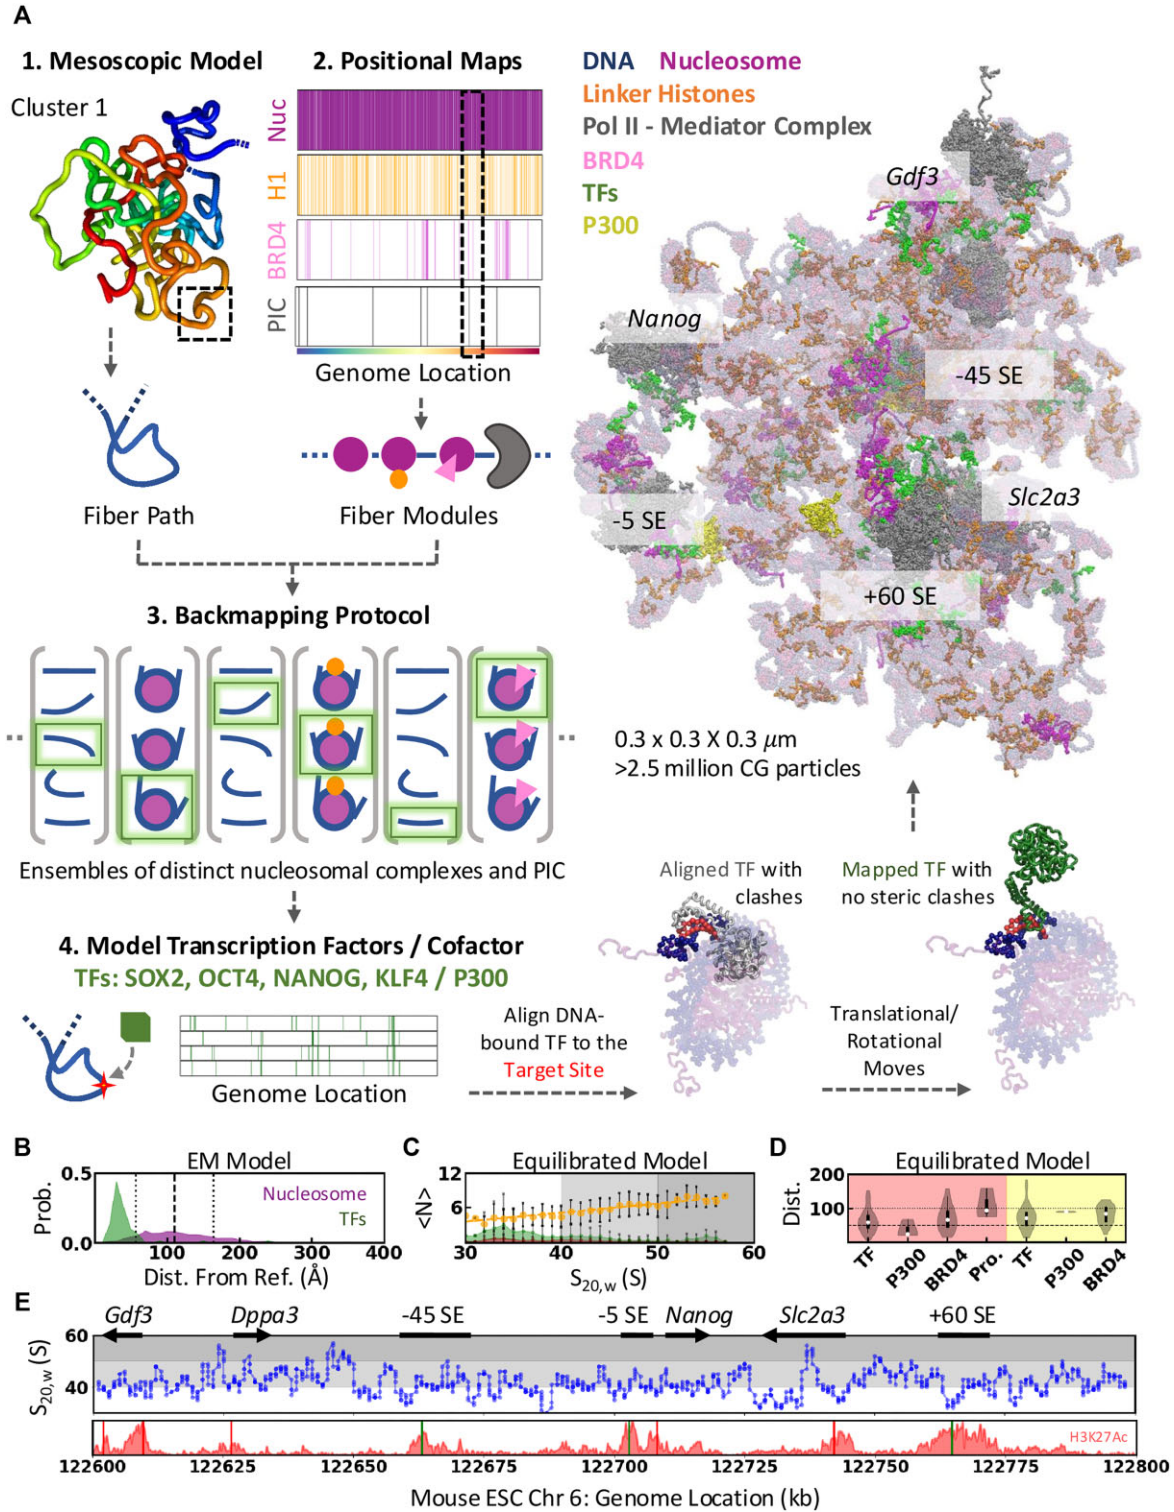 A
1. Mesoscopic Model
Cluster 1
2. Positional Maps
Nuc
H1
BRD4
PIC
Genome Location
Fiber Path
Fiber Modules
DNA Nucleosome
Linker Histones
Pol II - Mediator Complex
BRD4
TFs
P300
Gdf3
Nanog
-45 SE
Slc2a3
-5 SE
+60 SE
0.3 x 0.3 X 0.3 μm
>2.5 million CG particles
3. Backmapping Protocol
Ensembles of distinct nucleosomal complexes and PIC
4. Model Transcription Factors / Cofactor
TFs: SOX2, OCT4, NANOG, KLF4 / P300
Genome Location
Align DNA-
bound TF to the
Target Site
Aligned TF with
clashes
Translational/
Rotational
Moves
Mapped TF with
no steric clashes
B
EM Model
Prob.
0.5
0.0
Nucleosome
TFs
100 200 300 400
Dist. From Ref. (Å)
C
Equilibrated Model
<N>
12
6
0
30 40 50 60
S20,w (S)
D
Equilibrated Model
Dist.
200
100
TF P300 BRD4 Pro. TF P300 BRD4
E
Gdf3 Dppa3 -45 SE -5 SE Nanog Slc2a3 +60 SE
S20,w (S)
60
40
H3K27Ac
122600 122625 122650 122675 122700 122725 122750 122775 122800
Mouse ESC Chr 6: Genome Location (kb)